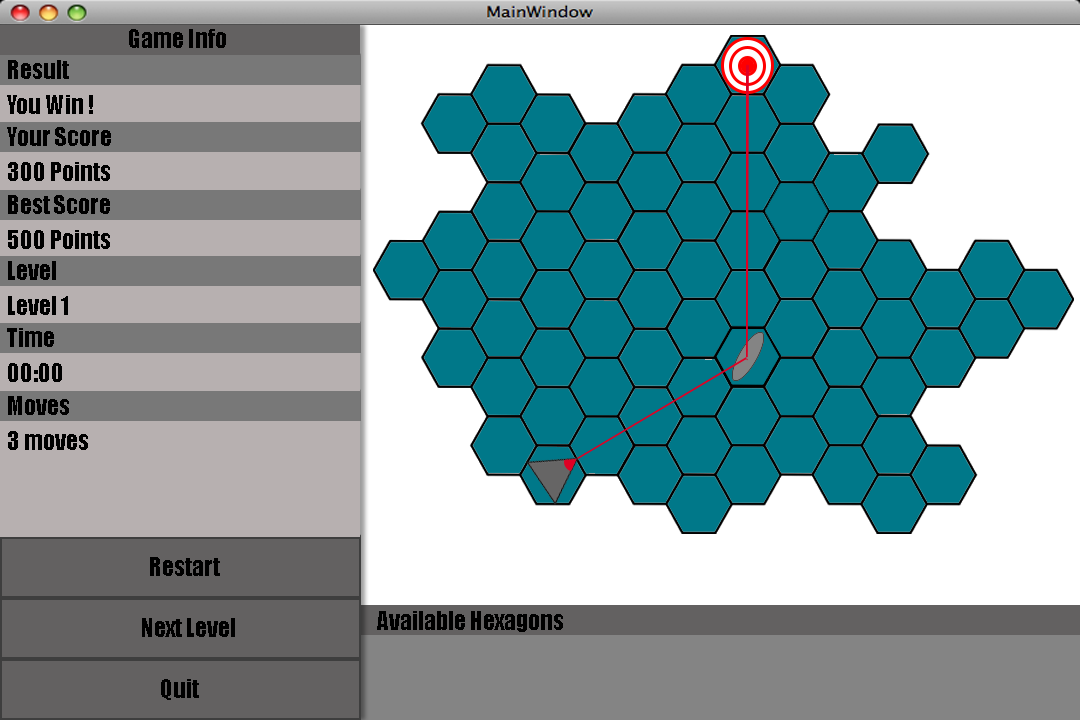 MainWindow
Game Info
Result
You Win !
Your Score
300 Points
Best Score
500 Points
Level
Level 1
Time
00:00
Moves
3 moves
Restart
Next Level
Quit
Available Hexagons